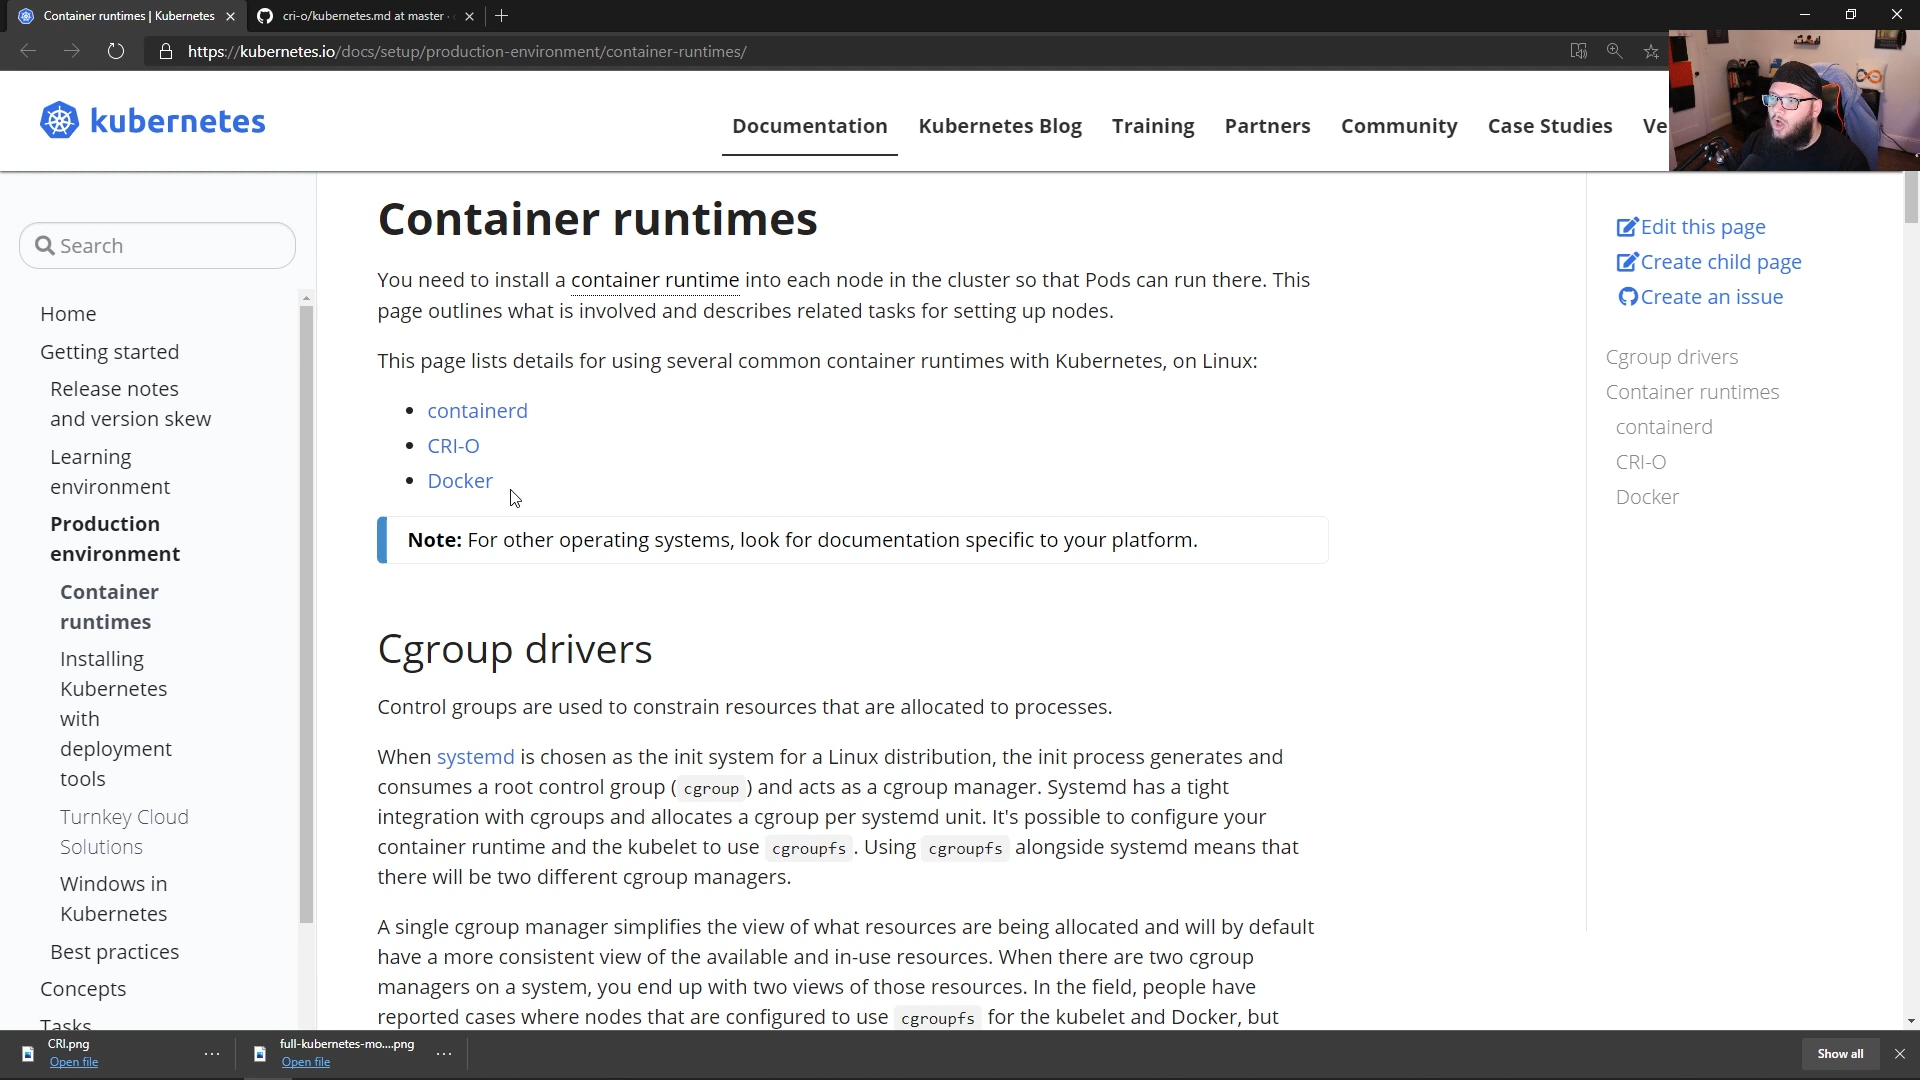 Container runtimes | Kubernetes
cri-o/kubernetes.md at master ·
https://kubernetes.io/docs/setup/production-environment/container-runtimes/
kubernetes
Documentation
Kubernetes Blog
Training
Partners
Community
Case Studies
Ve
Search
Home
Getting started
Release notes
and version skew
Learning
environment
Production
environment
Container
runtimes
Installing
Kubernetes
with
deployment
tools
Turnkey Cloud
Solutions
Windows in
Kubernetes
Best practices
Concepts
Tasks
Container runtimes
You need to install a container runtime into each node in the cluster so that Pods can run there. This
page outlines what is involved and describes related tasks for setting up nodes.
This page lists details for using several common container runtimes with Kubernetes, on Linux:
containerd
CRI-O
Docker
Note: For other operating systems, look for documentation specific to your platform.
Cgroup drivers
Control groups are used to constrain resources that are allocated to processes.
When systemd is chosen as the init system for a Linux distribution, the init process generates and
consumes a root control group ( cgroup ) and acts as a cgroup manager. Systemd has a tight
integration with cgroups and allocates a cgroup per systemd unit. It's possible to configure your
container runtime and the kubelet to use cgroupfs . Using cgroupfs alongside systemd means that
there will be two different cgroup managers.
A single cgroup manager simplifies the view of what resources are being allocated and will by default
have a more consistent view of the available and in-use resources. When there are two cgroup
managers on a system, you end up with two views of those resources. In the field, people have
reported cases where nodes that are configured to use cgroupfs for the kubelet and Docker, but
Edit this page
Create child page
Create an issue
Cgroup drivers
Container runtimes
containerd
CRI-O
Docker
CRI.png
Open file
full-kubernetes-mo....png
Open file
Show all